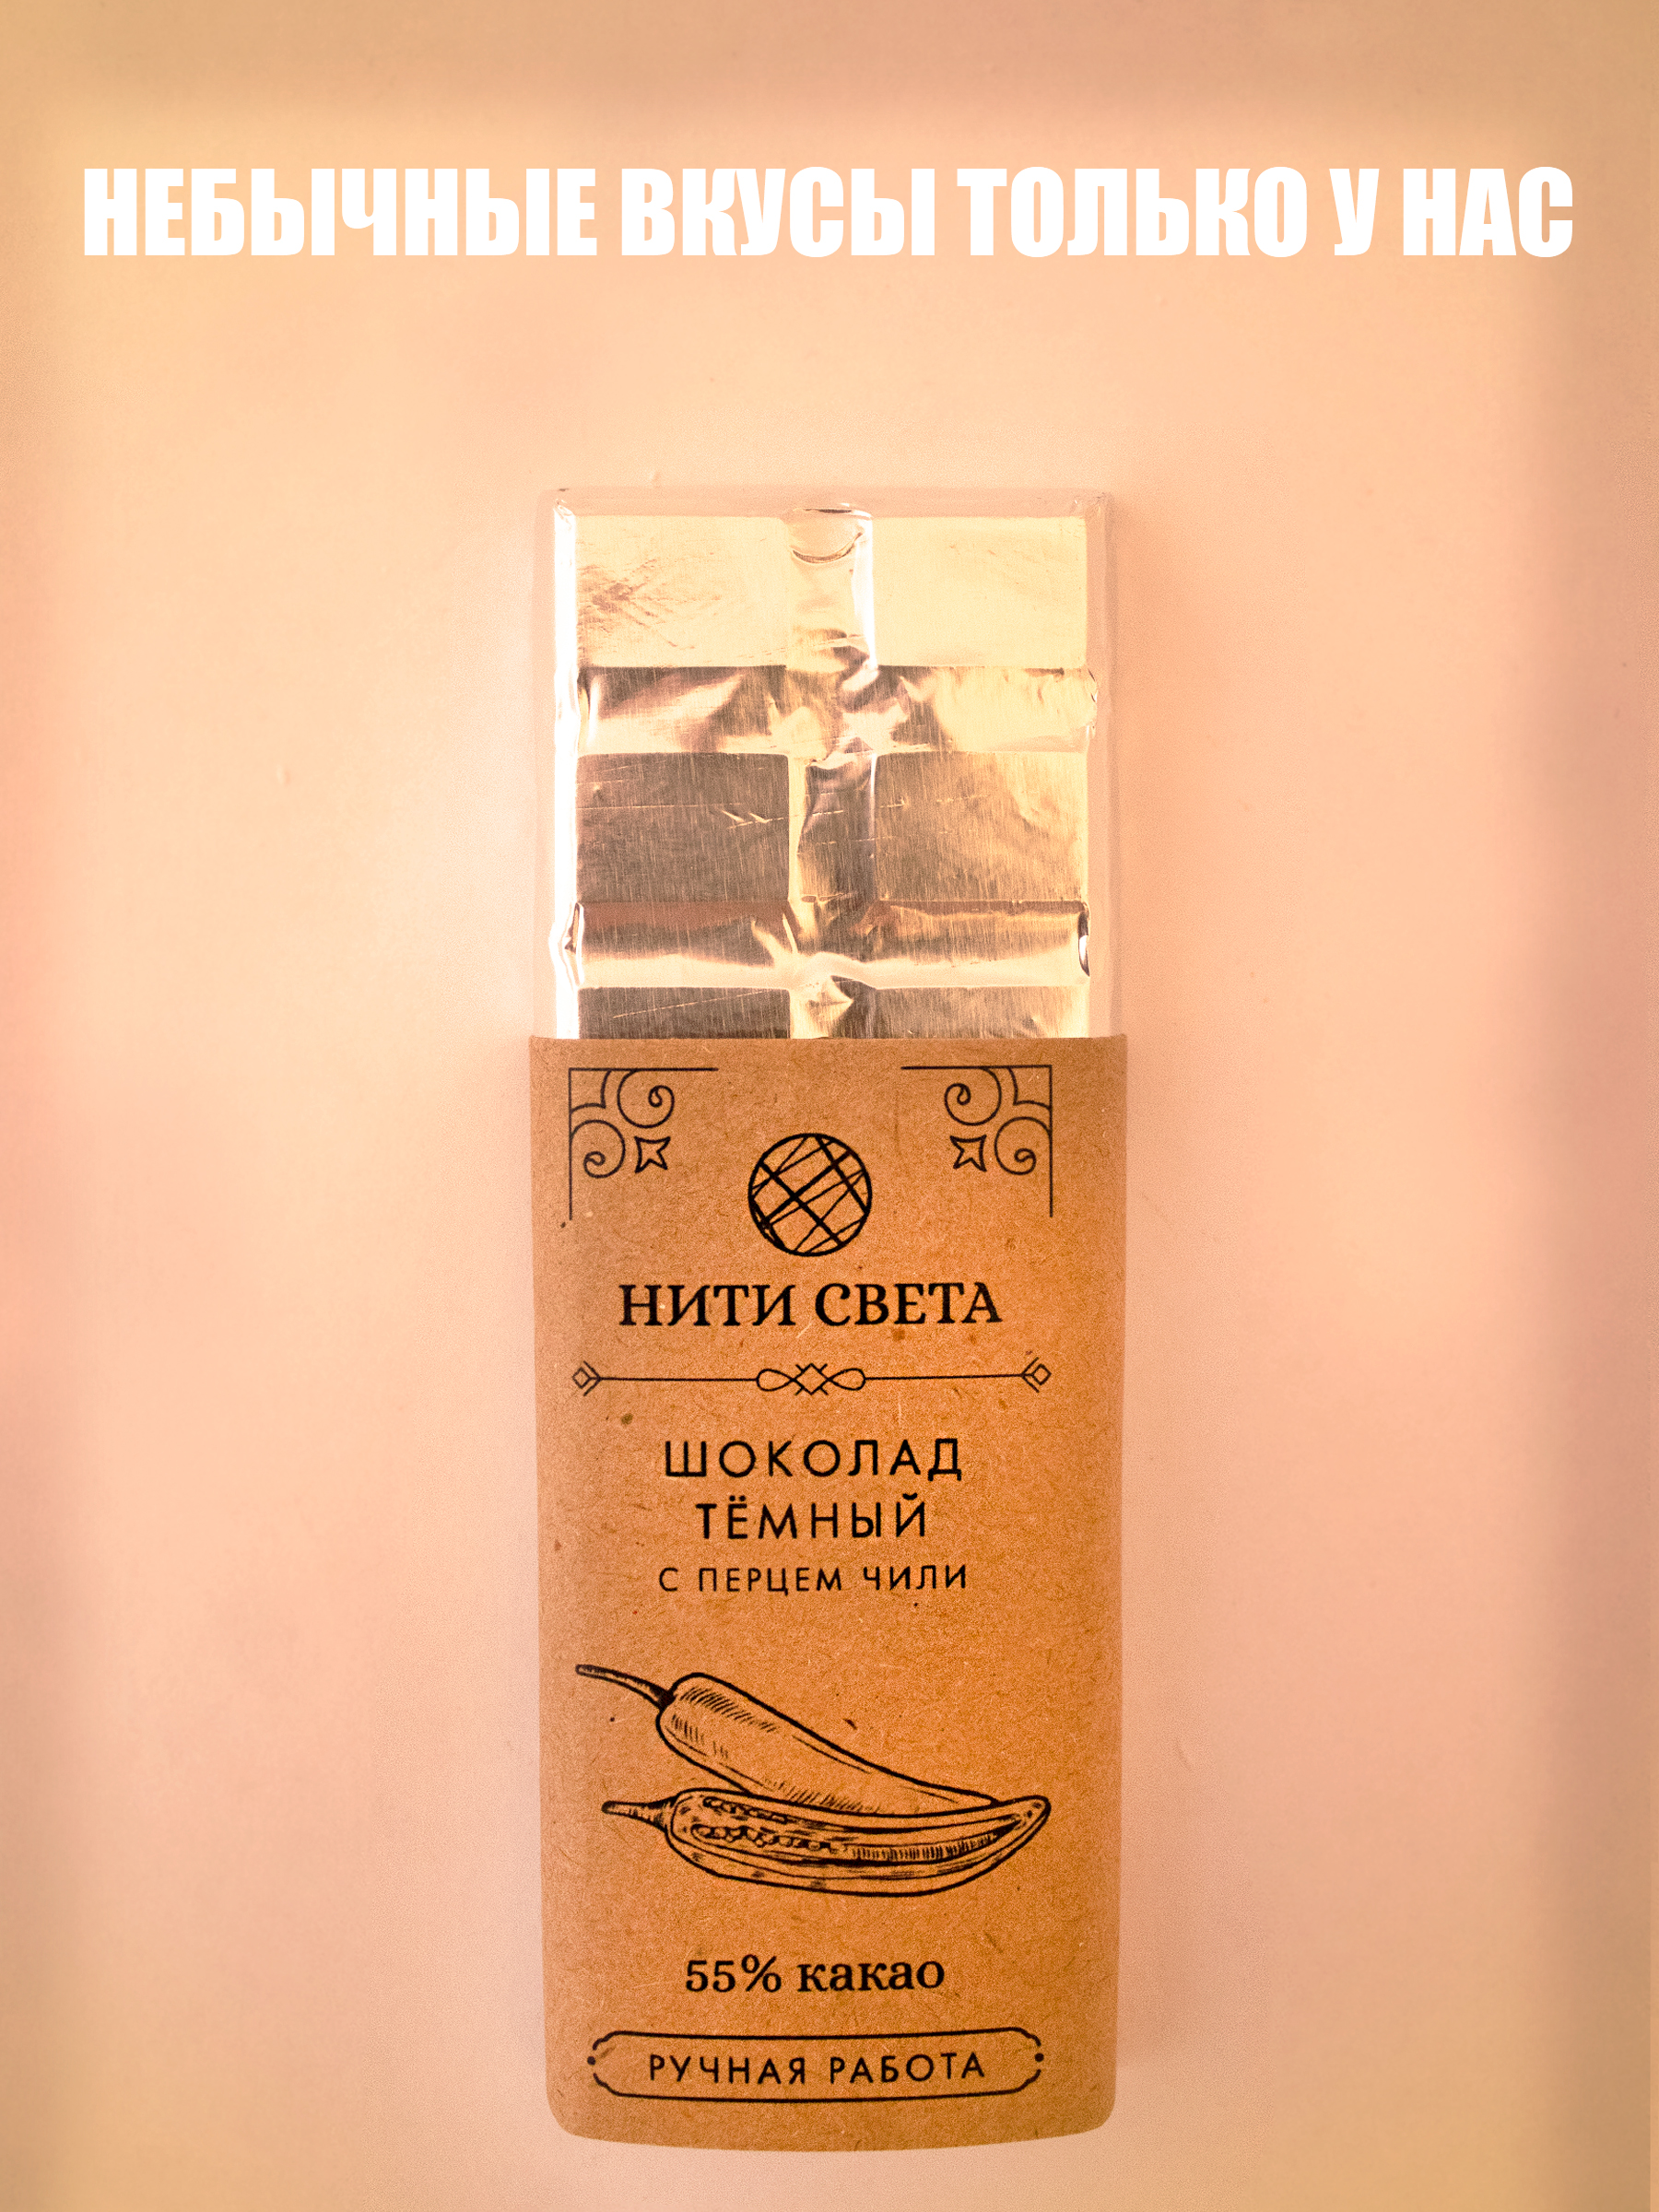 НЕБЫЧНЫЕ ВКУСЫ ТОЛЬКО У НАС
НИТИ СВЕТА
ШОКОЛАД
ТЁМНЫЙ
С ПЕРЦЕМ ЧИЛИ
55% какао
РУЧНАЯ РАБОТА